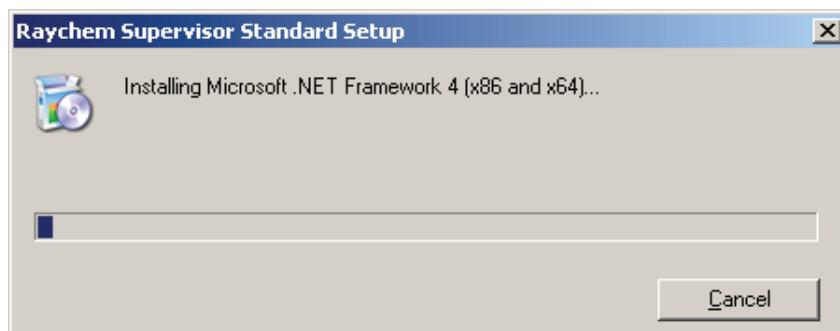 Raychem Supervisor Standard Setup
Installing Microsoft .NET Framework 4 (x86 and x64)...
Cancel